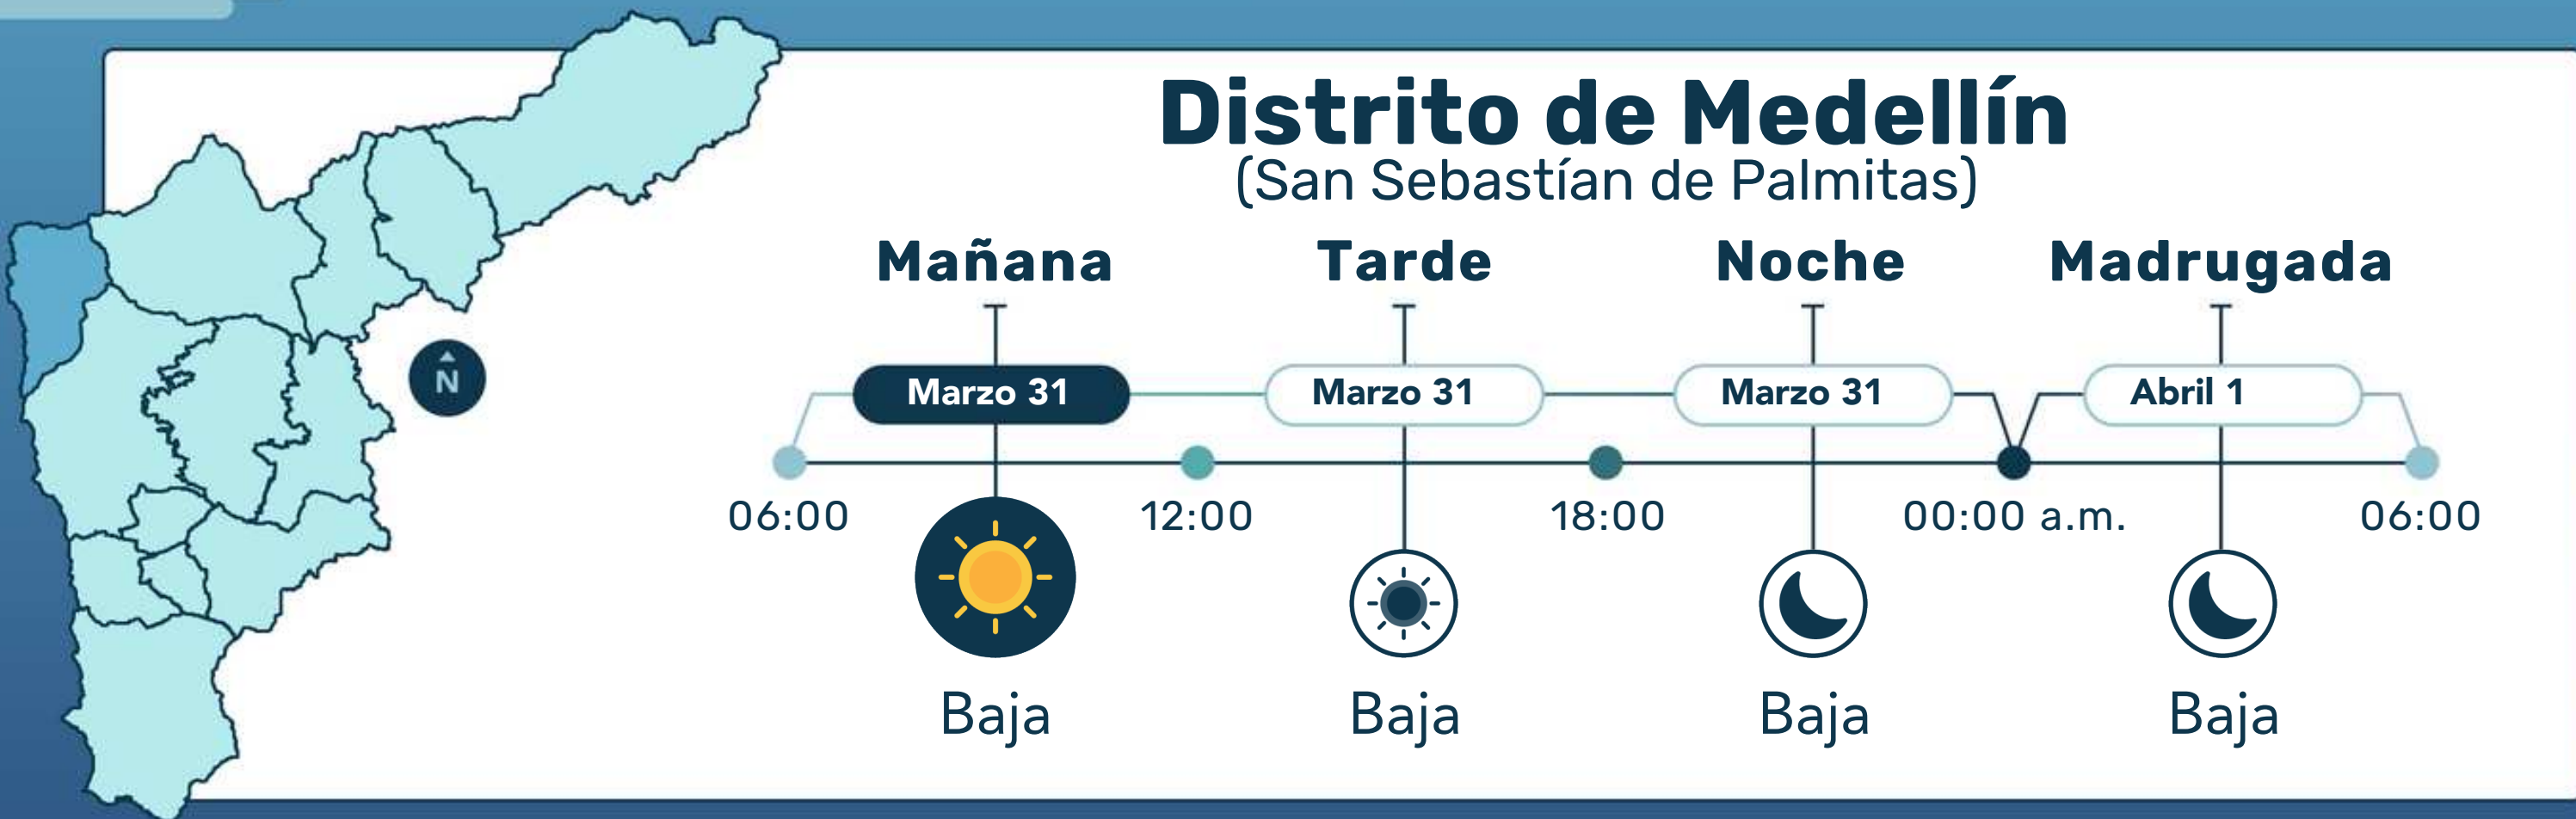 Distrito de Medellín
(San Sebastían de Palmitas)
Mañana Tarde Noche Madrugada
Marzo 31 Marzo 31 Marzo 31 Abril 1
06:00 12:00 18:00 00:00 a.m. 06:00
Baja Baja Baja Baja
N